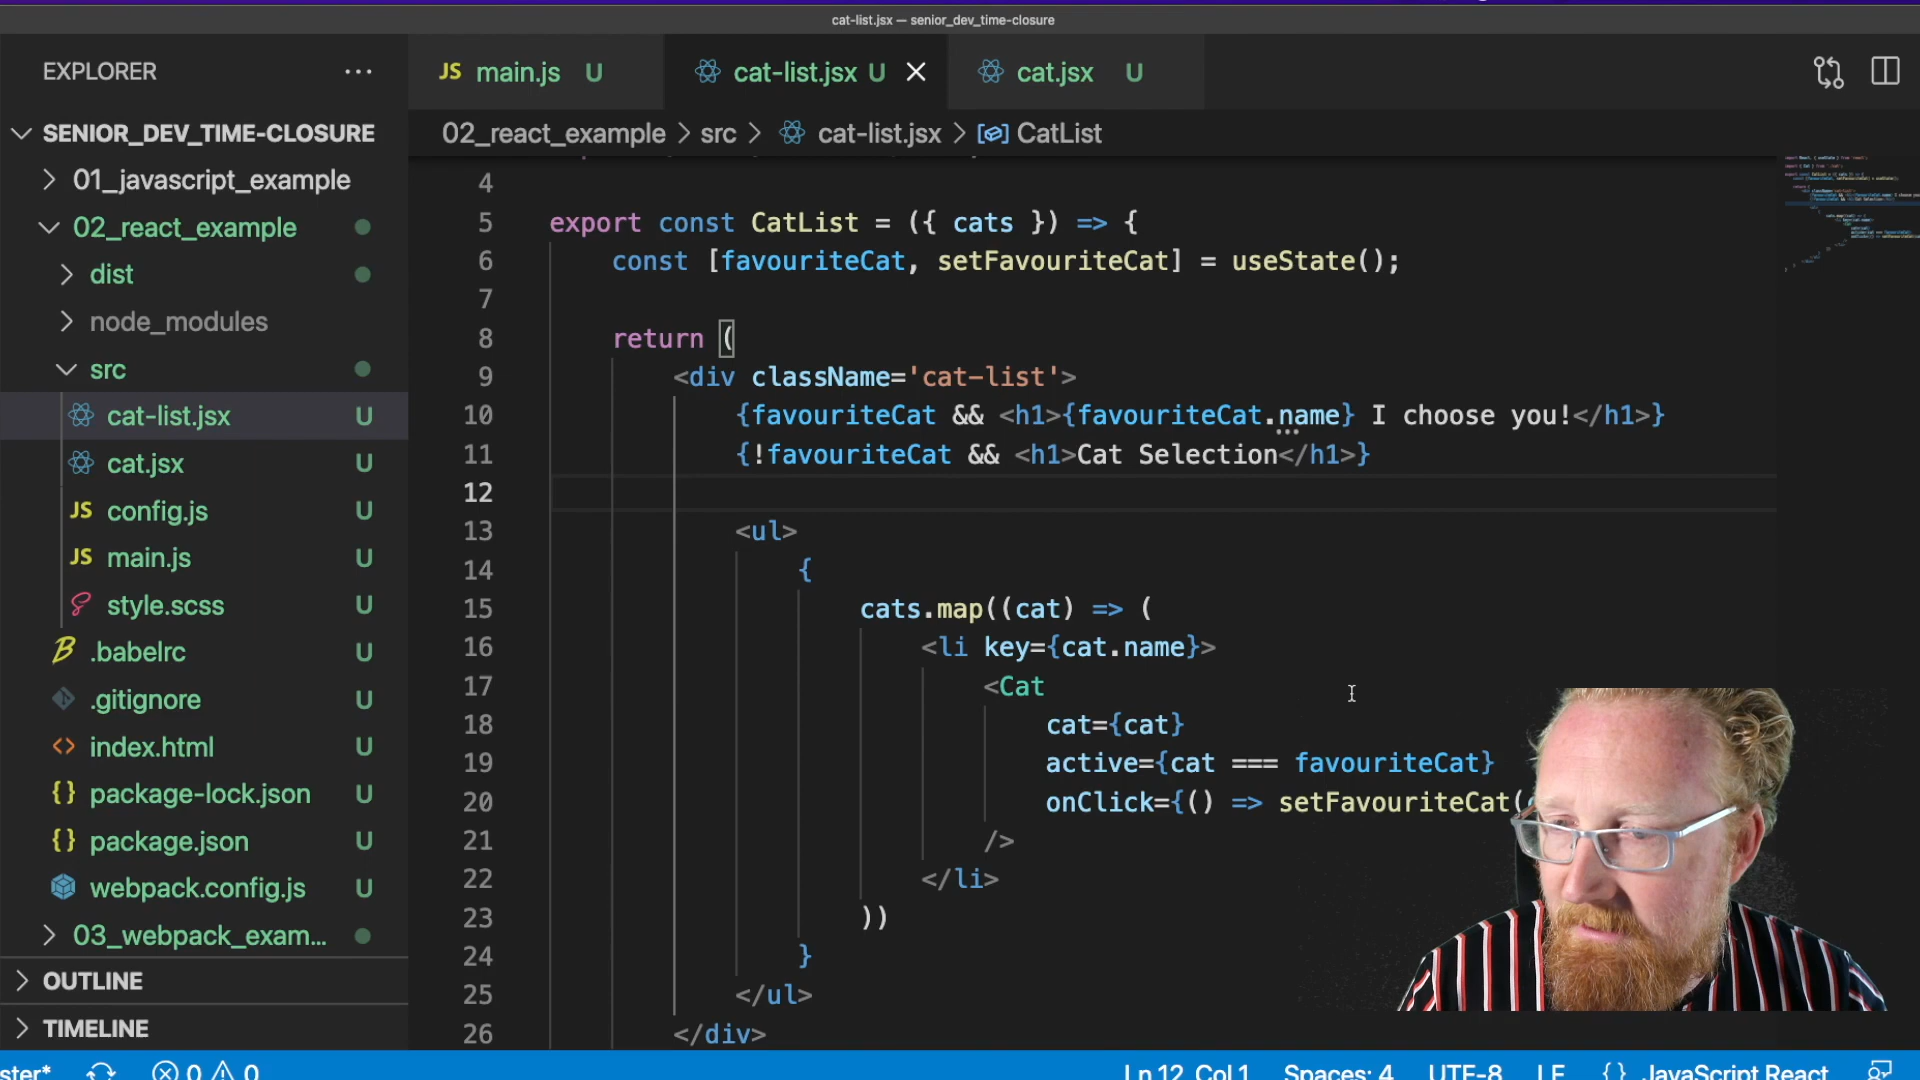 cat-list.jsx — senior_dev_time-closure
EXPLORER
main.js U
cat-list.jsx U
cat.jsx U
SENIOR_DEV_TIME-CLOSURE
02_react_example > src > cat-list.jsx > CatList
01_javascript_example
02_react_example
dist
node_modules
src
cat-list.jsx U
cat.jsx U
JS config.js U
JS main.js U
style.scss U
.babelrc U
.gitignore U
index.html U
package-lock.json U
package.json U
webpack.config.js U
03_webpack_exam...
OUTLINE
TIMELINE
4
5 export const CatList = ({ cats }) => {
6 const [favouriteCat, setFavouriteCat] = useState();
7
8 return (
9 <div className='cat-list'>
10 {favouriteCat && <h1>{favouriteCat.name} I choose you!</h1>}
11 {!favouriteCat && <h1>Cat Selection</h1>}
12
13 <ul>
14 {
15 cats.map((cat) => (
16 <li key={cat.name}>
17 <Cat
18 cat={cat}
19 active={cat === favouriteCat}
20 onClick={() => setFavouriteCat(
21 />
22 </li>
23 ))
24 }
25 </ul>
26 </div>
ster* 0 0 Ln 12, Col 1 Spaces: 4 UTF-8 LF {} JavaScript React